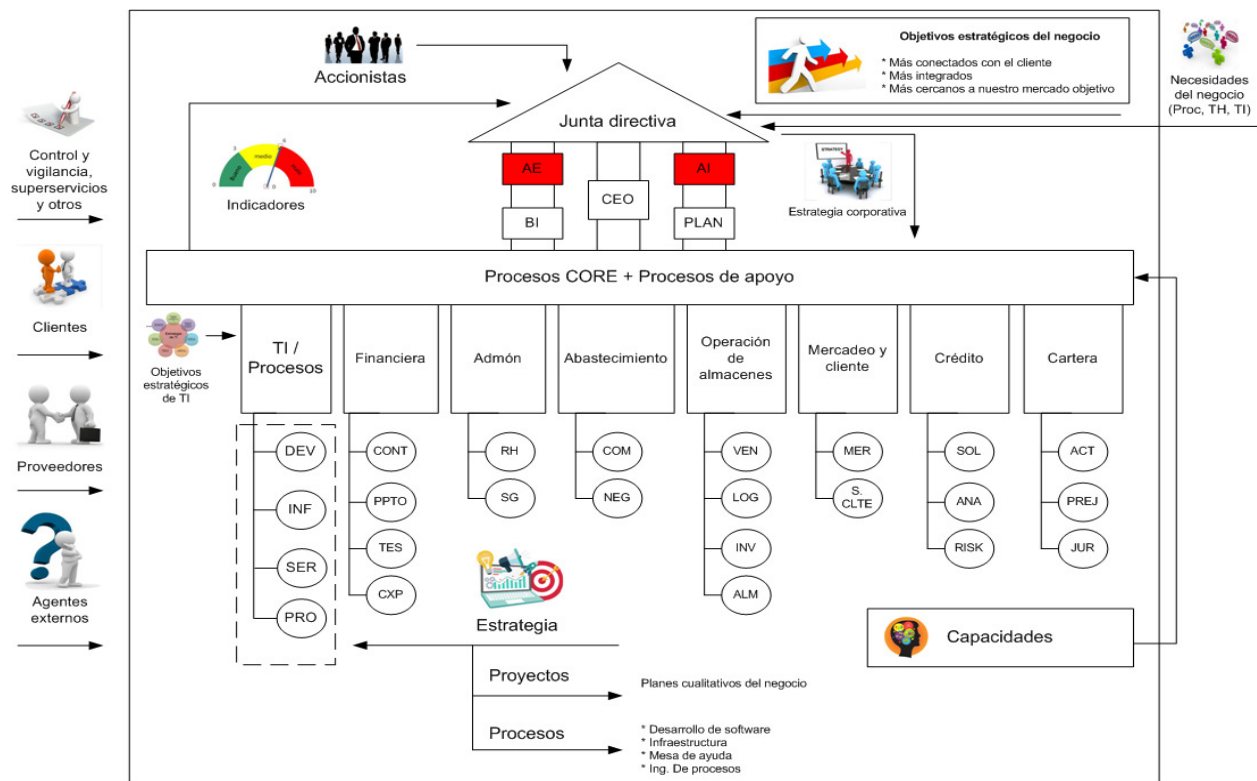 Accionistas
Objetivos estratégicos del negocio
* Más conectados con el cliente
* Más integrados
* Más cercanos a nuestro mercado objetivo
Necesidades
del negocio
(Proc, TH, TI)
Junta directiva
Control y
vigilancia,
superservicios
y otros
Indicadores
AE
CEO
AI
BI
PLAN
STRATEGY
Estrategia corporativa
Procesos CORE + Procesos de apoyo
Clientes
Objetivos
estratégicos
de TI
TI /
Procesos
Financiera
Admón
Abastecimiento
Operación
de
almacenes
Mercadeo y
cliente
Crédito
Cartera
Proveedores
DEV
INF
SER
PRO
CONT
PPTO
TES
CXP
RH
SG
COM
NEG
VEN
LOG
INV
ALM
MER
S.
CLTE
SOL
ANA
RISK
ACT
PREJ
JUR
Agentes
externos
Estrategia
Capacidades
Proyectos
Planes cualitativos del negocio
Procesos
* Desarrollo de software
* Infraestructura
* Mesa de ayuda
* Ing. De procesos